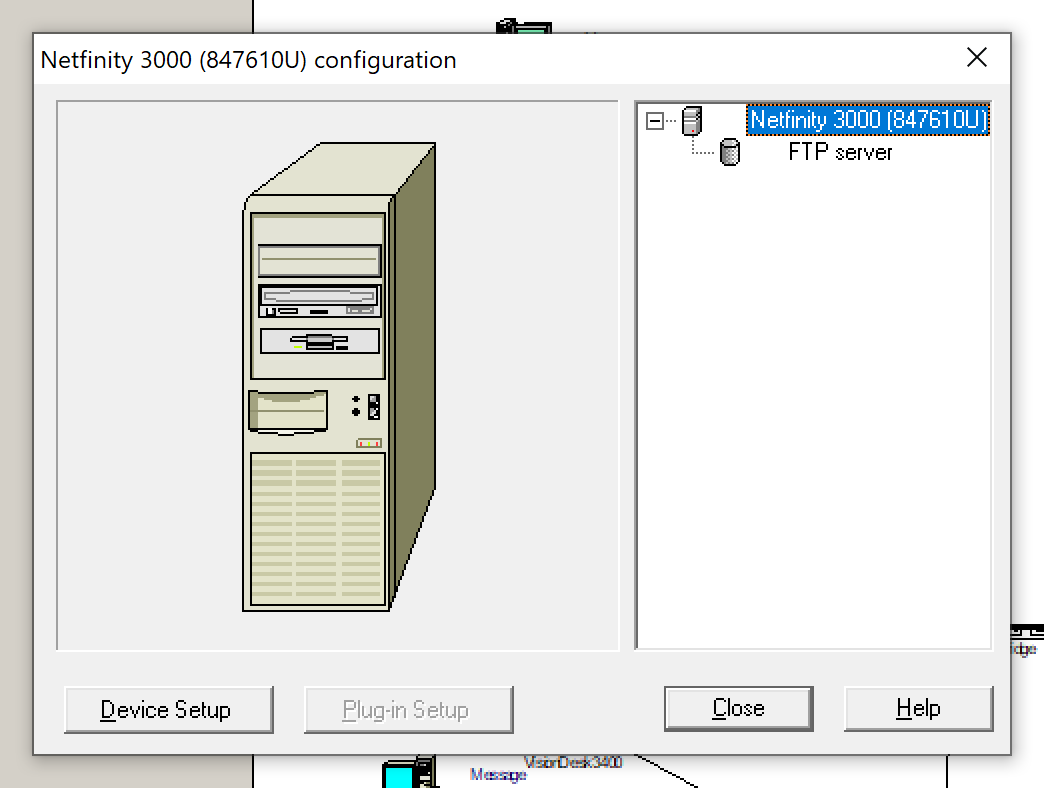 Netfinity 3000 (847610U) configuration
Netfinity 3000 (847610U)
FTP server
Device Setup
Plug-in Setup
Close
Help
VisionDesk3400
Message